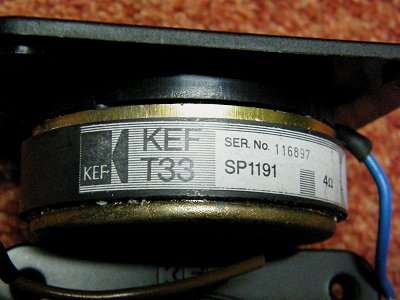 KEF
KEF
T33
SER. No. 116897
SP1191
4Ω